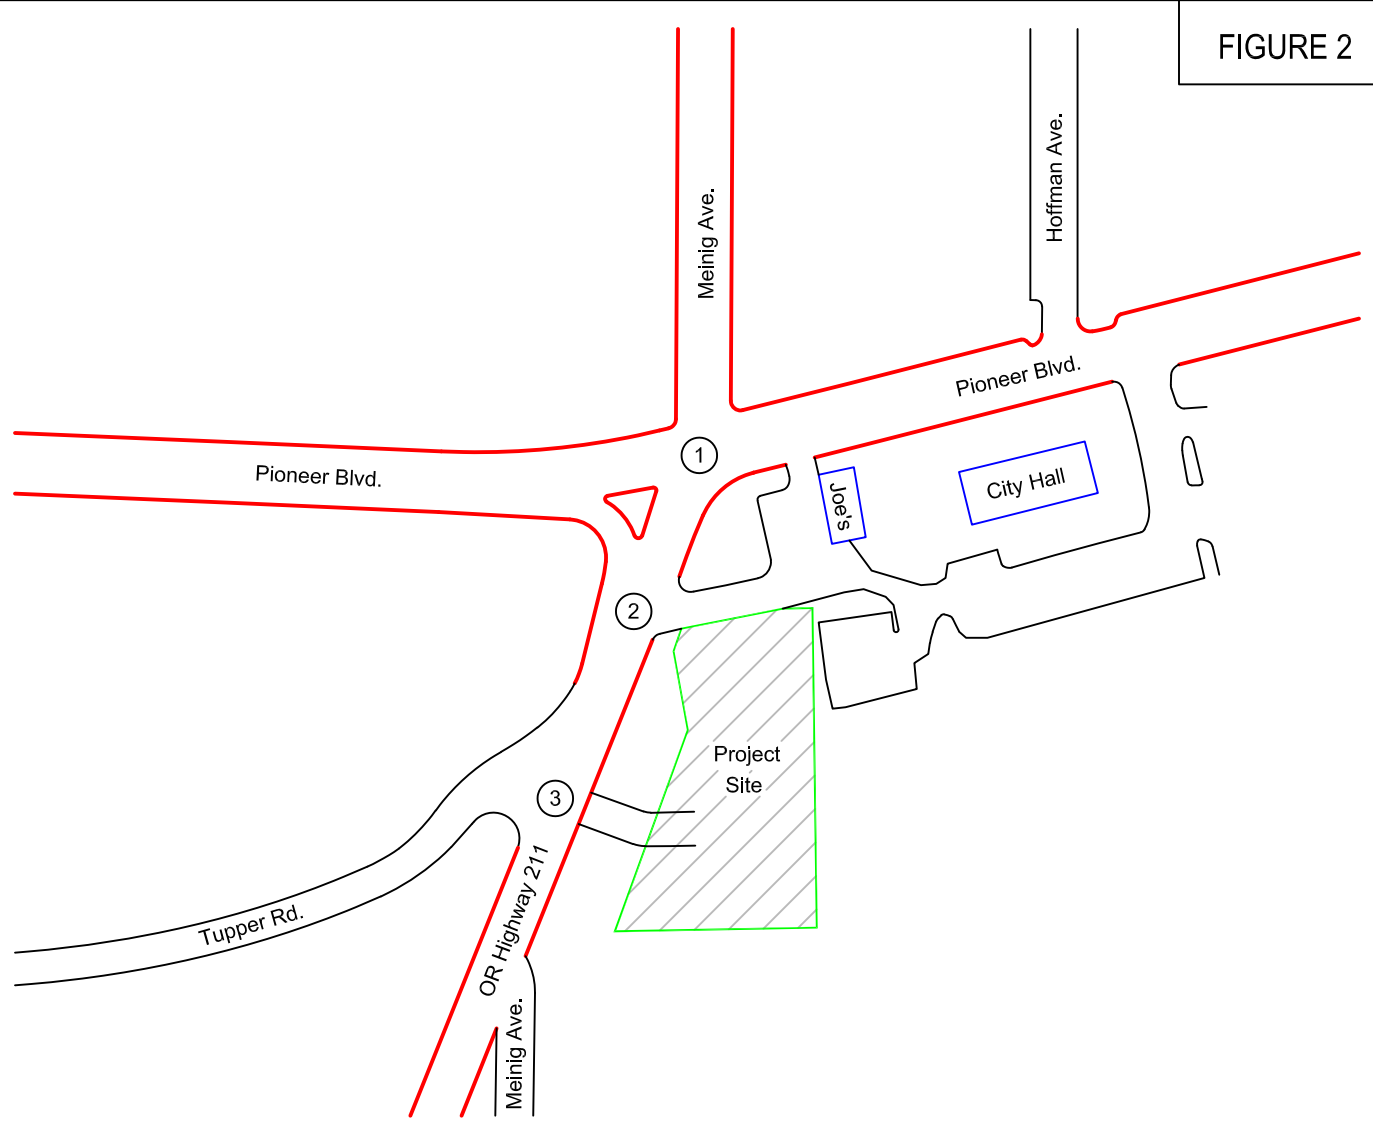 FIGURE 2
Meinig Ave.
Hoffman Ave.
Pioneer Blvd.
1
Pioneer Blvd.
Joe's
City Hall
2
Project
Site
3
OR Highway 211
Tupper Rd.
Meinig Ave.